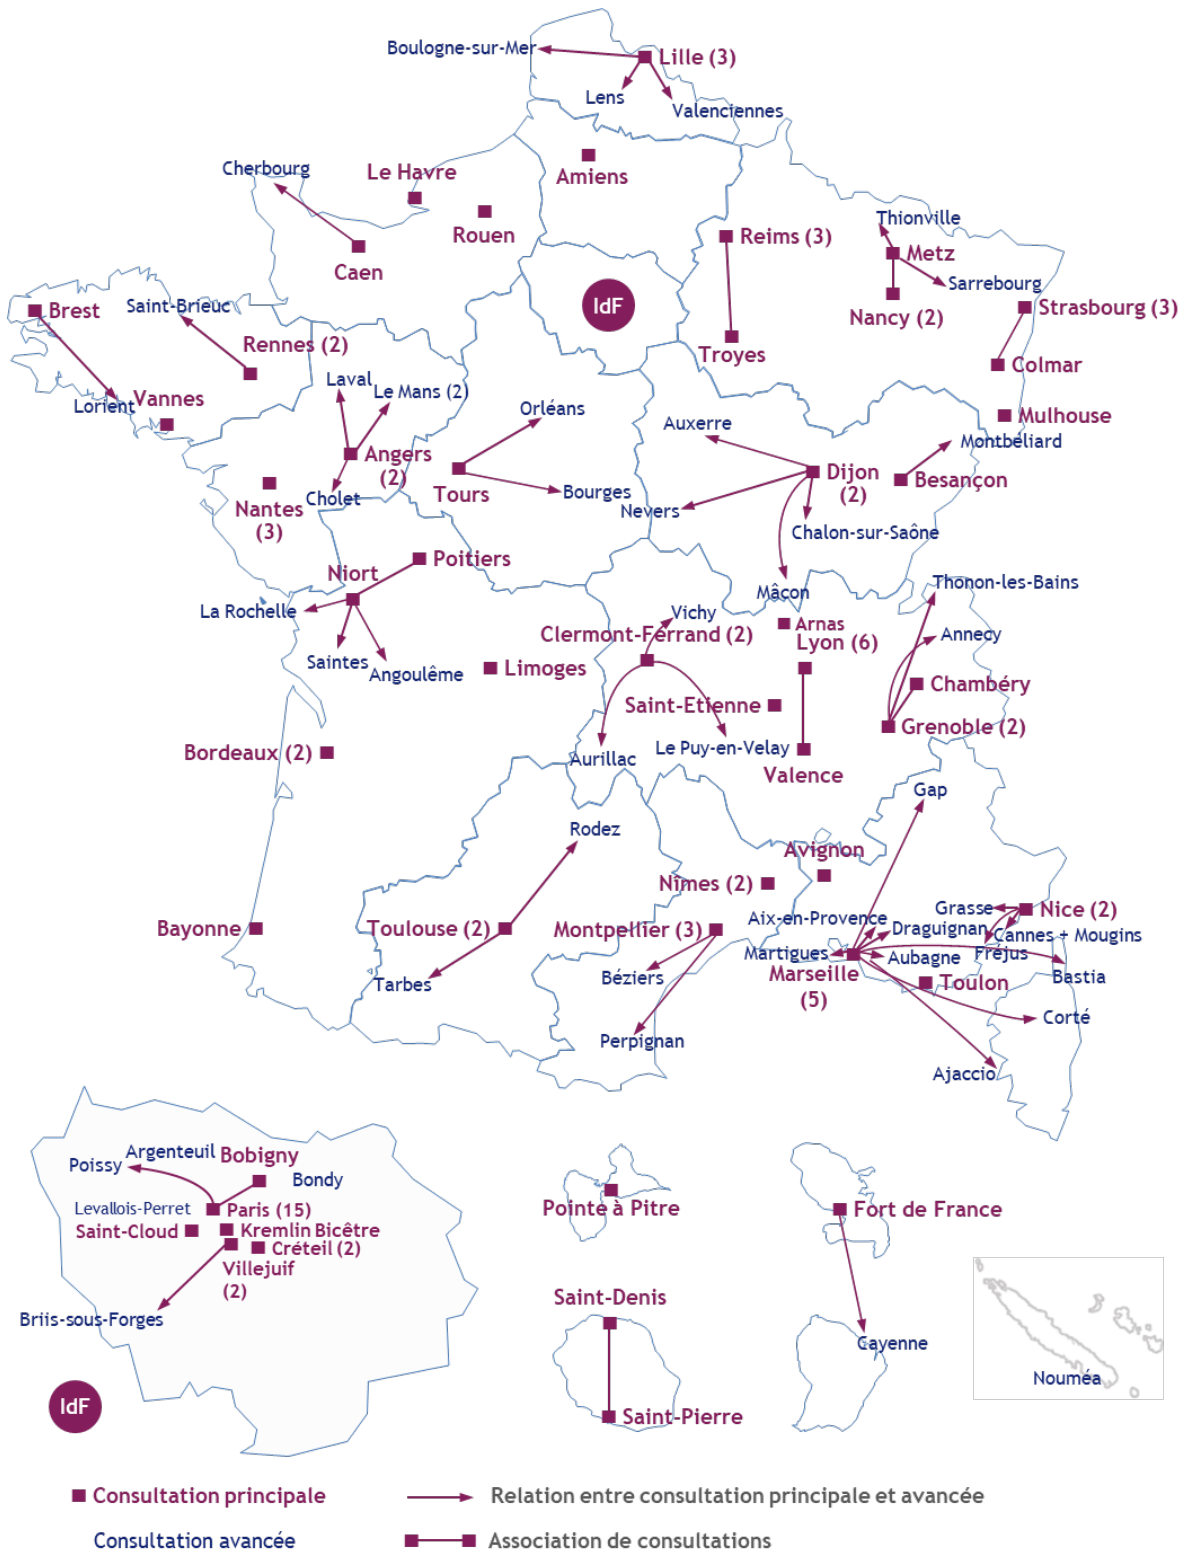 Boulogne-sur-Mer
Lille (3)
Lens
Valenciennes
Cherbourg
Le Havre
Amiens
Rouen
Caen
Thionville
Reims (3)
Metz
Sarrebourg
Nancy (2)
Strasbourg (3)
Troyes
Colmar
Mulhouse
IdF
Brest
Saint-Brieuc
Rennes (2)
Vannes
Lorient
Laval
Le Mans (2)
Angers
(2)
Cholet
Nantes
(3)
Orléans
Tours
Bourges
Auxerre
Nevers
Dijon
(2)
Montbéliard
Besançon
Chalon-sur-Saône
Mâcon
Niort
Poitiers
La Rochelle
Saintes
Angoulême
Limoges
Vichy
Clermont-Ferrand (2)
Arnas
Lyon (6)
Thonon-les-Bains
Annecy
Chambéry
Grenoble (2)
Saint-Etienne
Le Puy-en-Velay
Aurillac
Valence
Bordeaux (2)
Gap
Rodez
Avignon
Nîmes (2)
Bayonne
Toulouse (2)
Tarbes
Montpellier (3)
Béziers
Perpignan
Aix-en-Provence
Martigues
Marseille
(5)
Draguignan
Aubagne
Grasse
Nice (2)
Cannes + Mougins
Fréjus
Toulon
Bastia
Corté
Ajaccio
Argenteuil
Poissy
Bobigny
Bondy
Levallois-Perret
Paris (15)
Saint-Cloud
Kremlin Bicêtre
Créteil (2)
Villejuif
(2)
Briis-sous-Forges
IdF
Pointe à Pitre
Fort de France
Saint-Denis
Cayenne
Saint-Pierre
Nouméa
Consultation principale
Relation entre consultation principale et avancée
Consultation avancée
Association de consultations